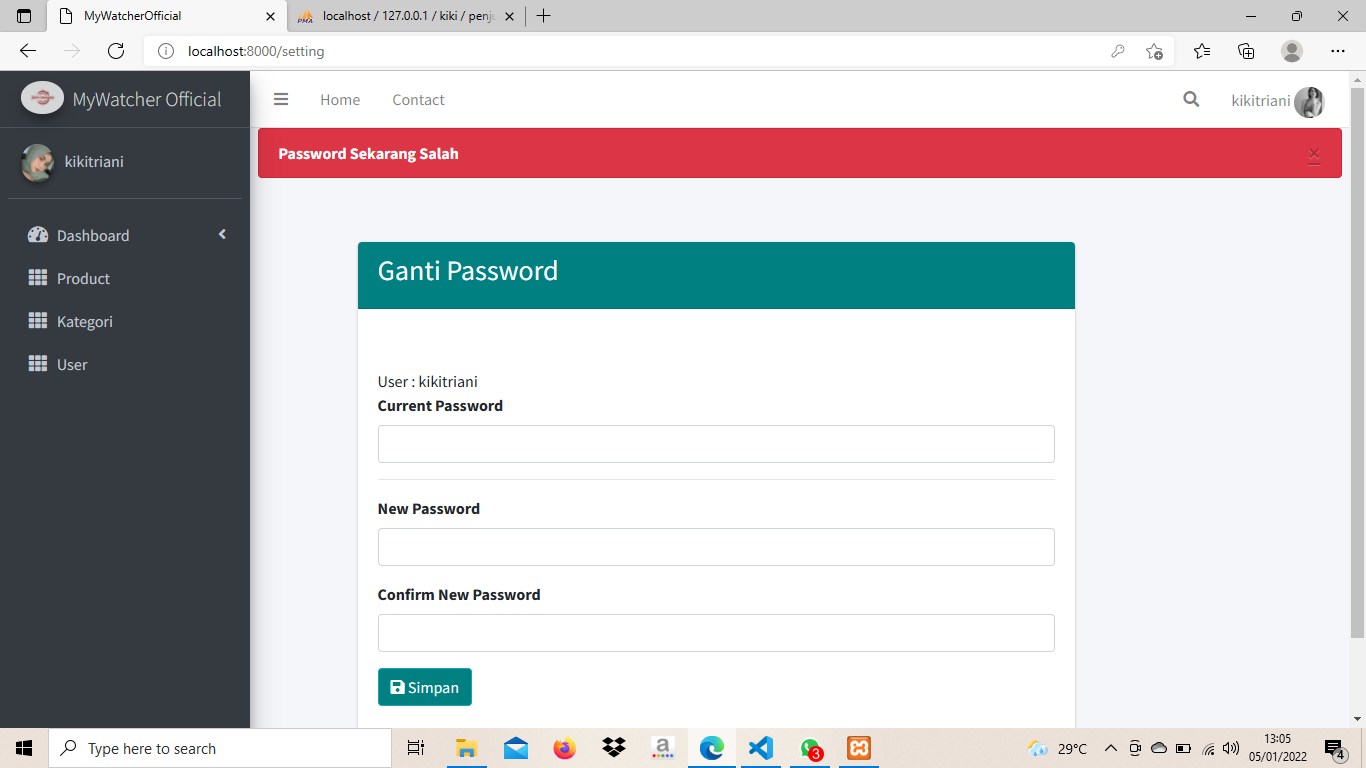 MyWatcherOfficial
localhost / 127.0.0.1 / kiki / penju
localhost:8000/setting
MyWatcher Official
Home
Contact
kikitriani
kikitriani
Password Sekarang Salah
×
Dashboard
Product
Kategori
User
Ganti Password
User : kikitriani
Current Password
New Password
Confirm New Password
Simpan
Type here to search
a
3
29°C
13:05
05/01/2022
4